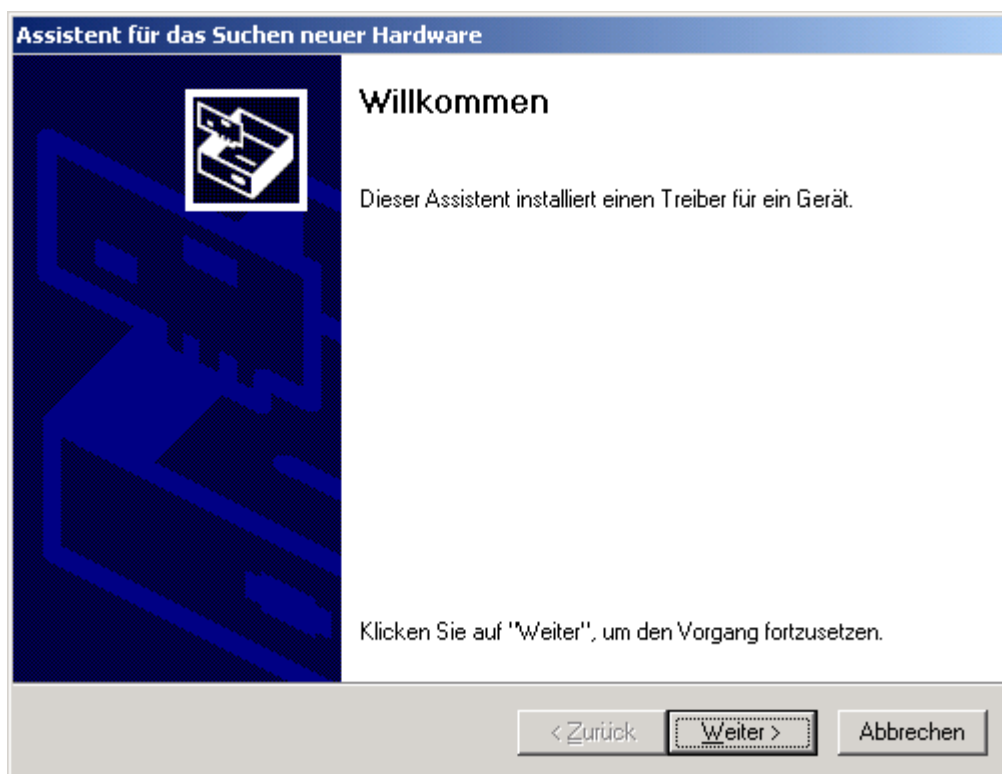 Assistent für das Suchen neuer Hardware
Willkommen
Dieser Assistent installiert einen Treiber für ein Gerät.
Klicken Sie auf "Weiter", um den Vorgang fortzusetzen.
< Zurück
Weiter >
Abbrechen